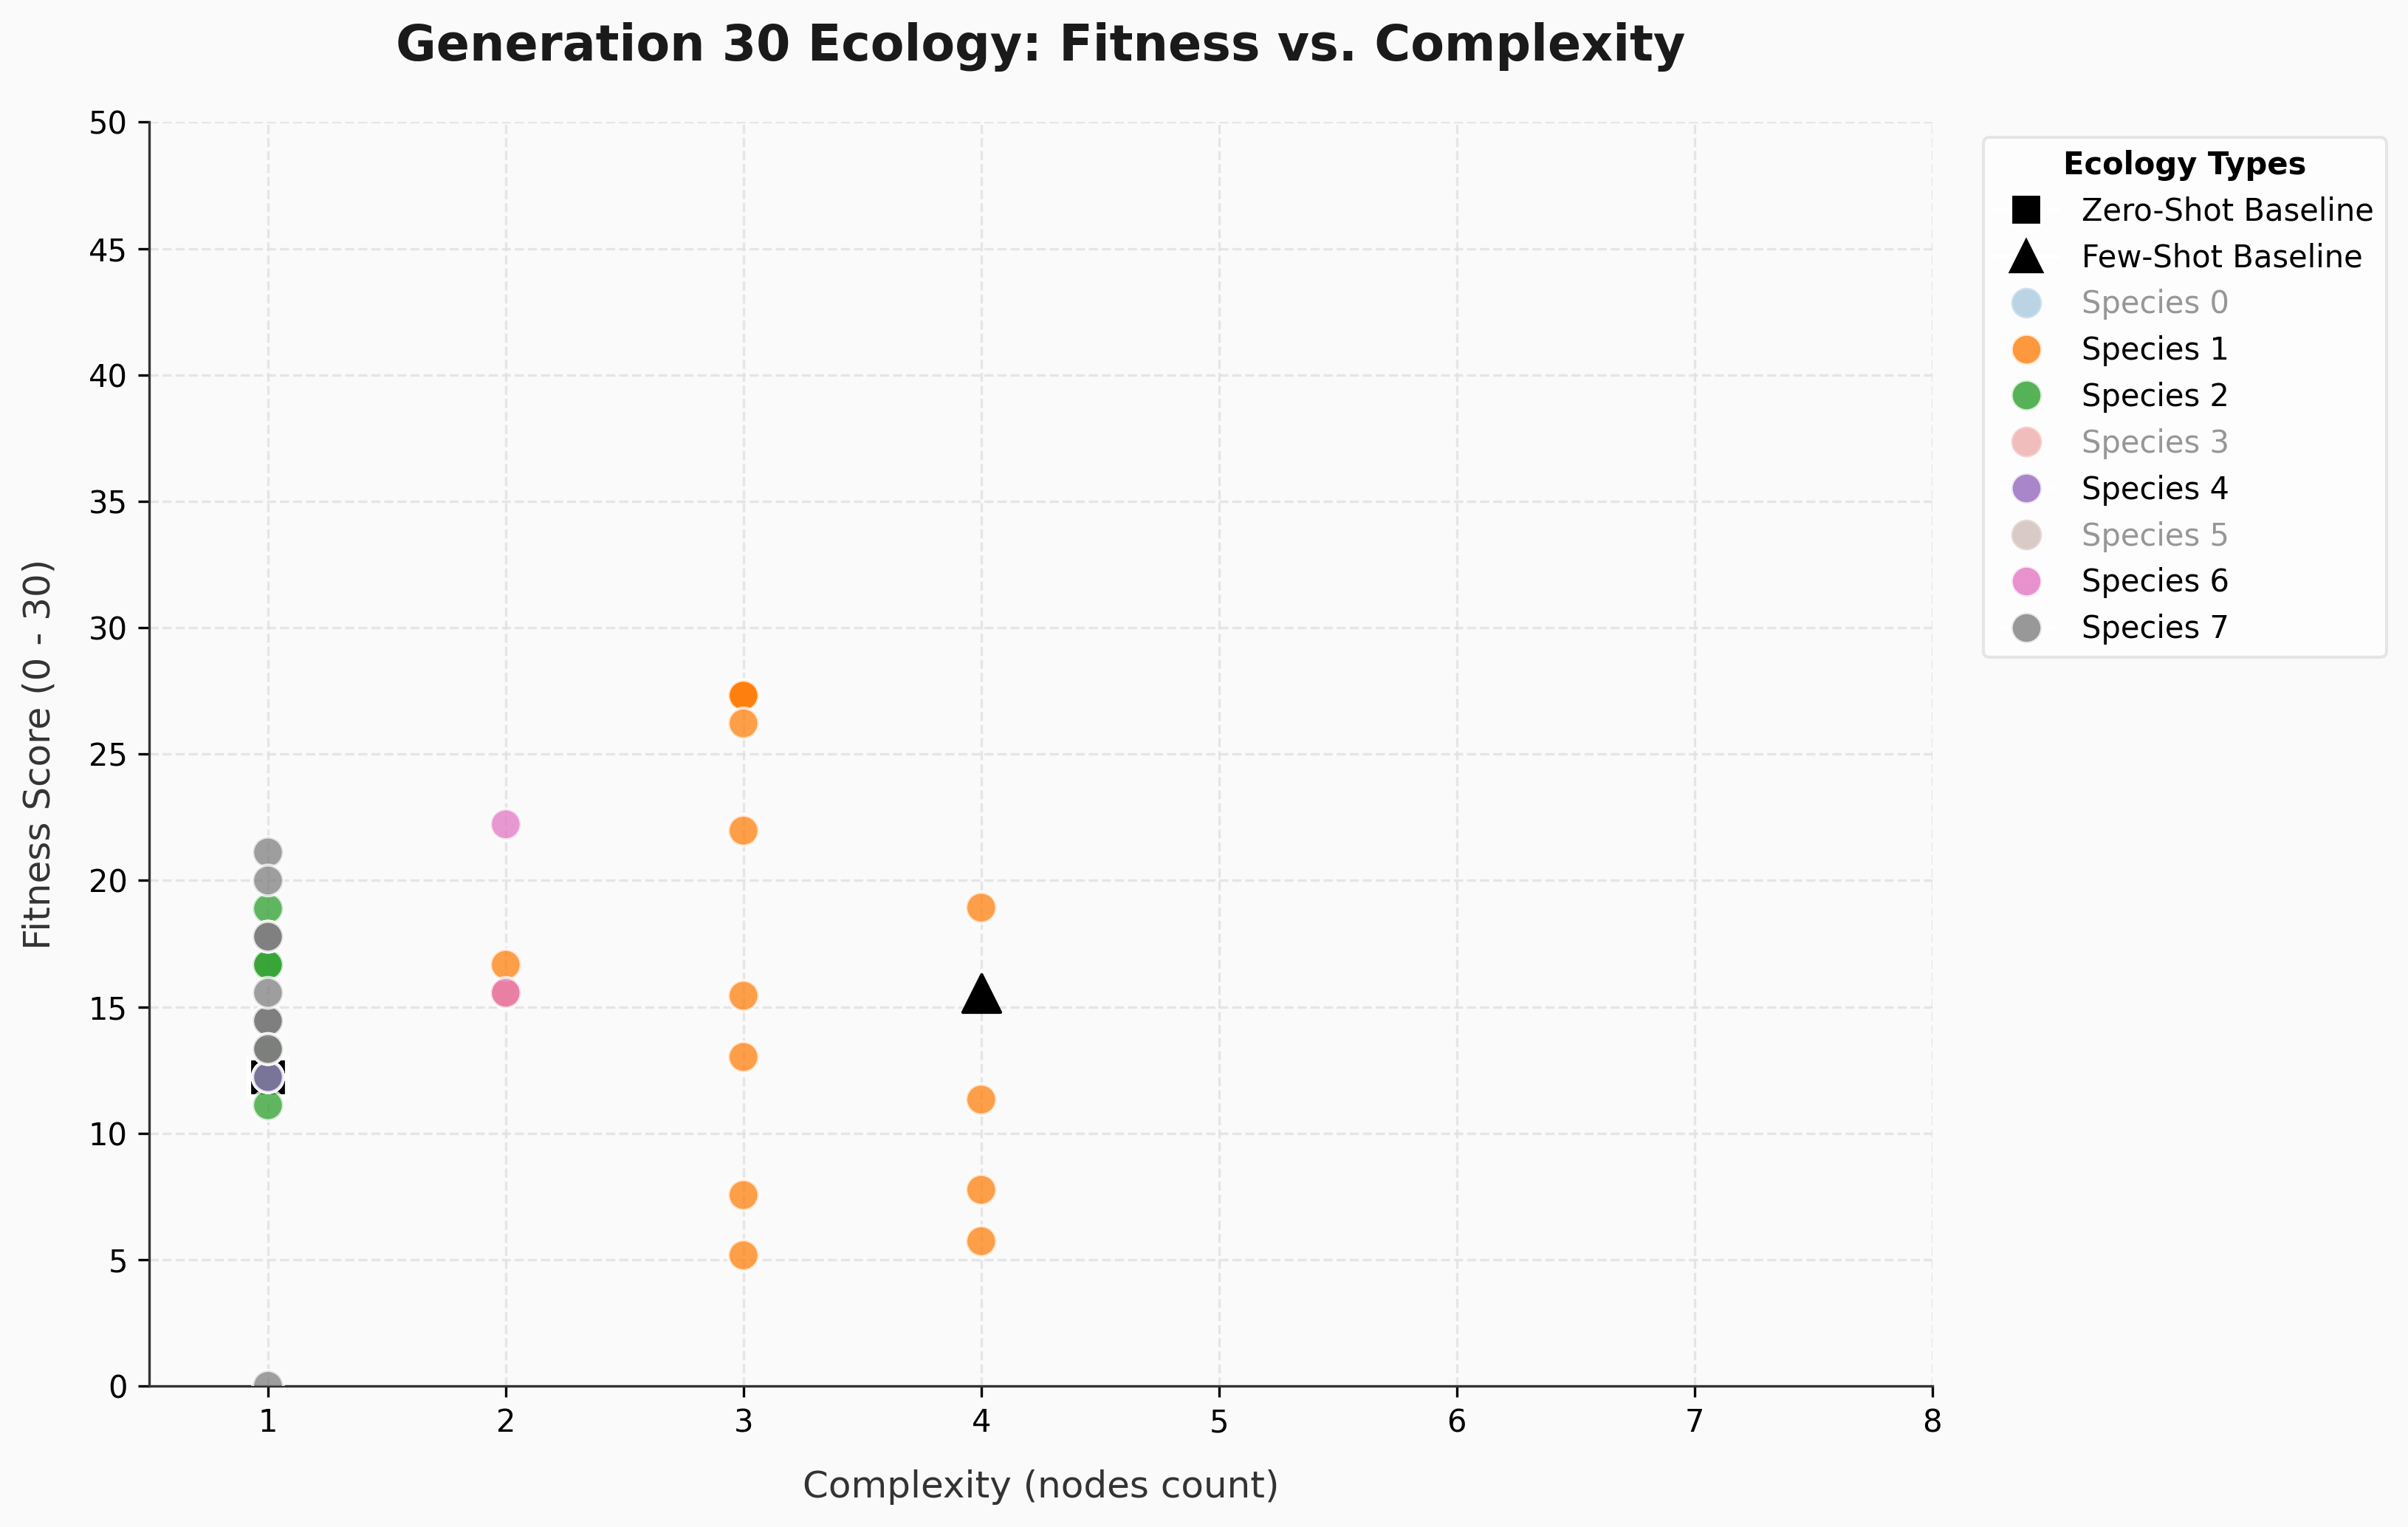 Generation 30 Ecology: Fitness vs. Complexity
50
45
40
35
30
25
20
15
10
5
0
Fitness Score (0 - 30)
1 2 3 4 5 6 7 8
Complexity (nodes count)
Ecology Types
Zero-Shot Baseline
Few-Shot Baseline
Species 0
Species 1
Species 2
Species 3
Species 4
Species 5
Species 6
Species 7